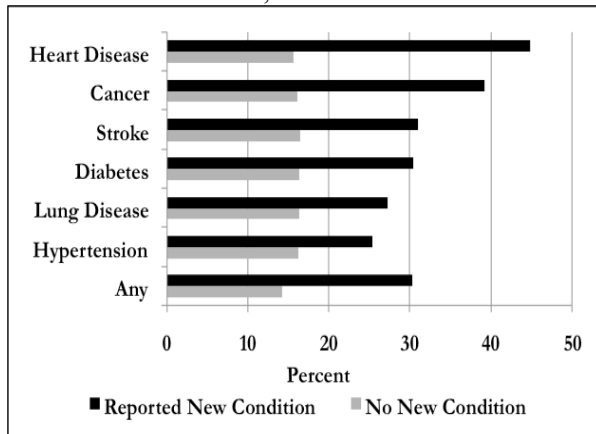 Heart Disease
Cancer
Stroke
Diabetes
Lung Disease
Hypertension
Any
0 10 20 30 40 50
Percent
Reported New Condition No New Condition